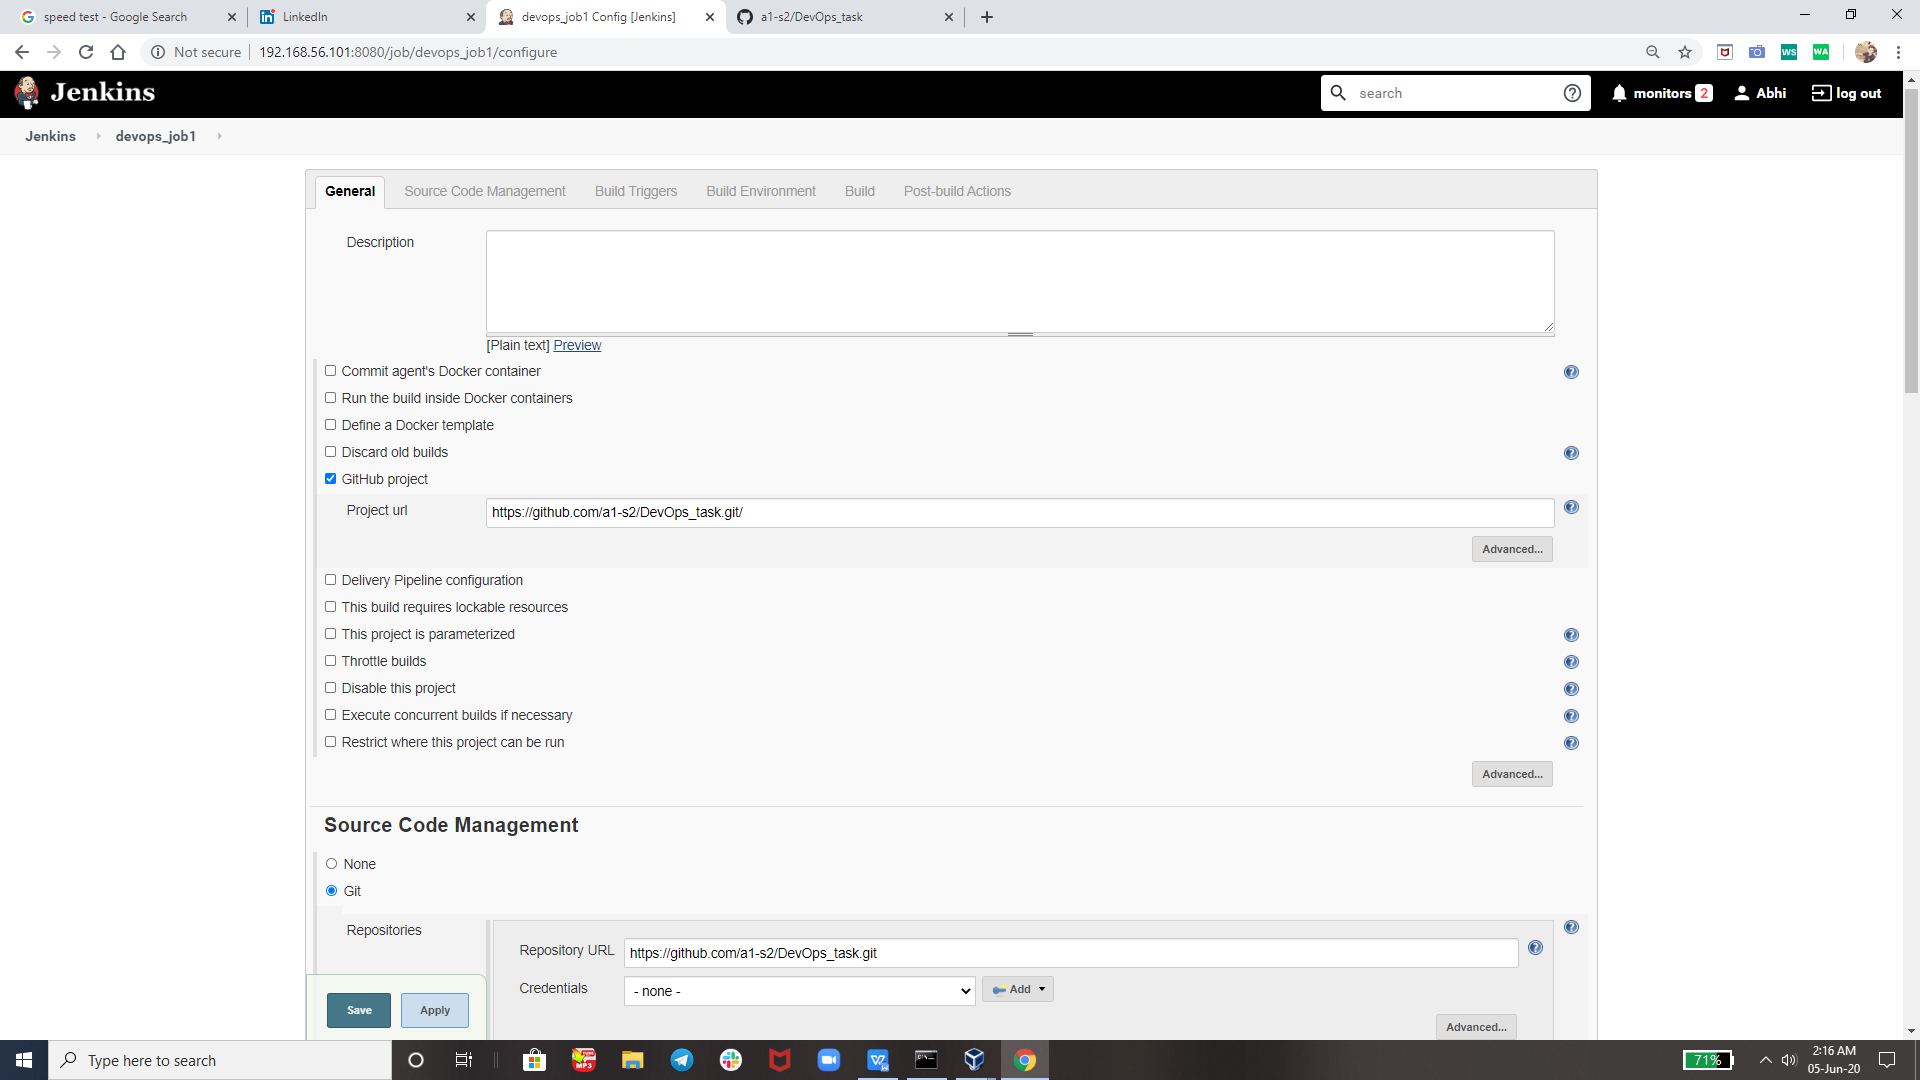 speed test - Google Search
LinkedIn
devops_job1 Config [Jenkins]
a1-s2/DevOps_task
Not secure
192.168.56.101:8080/job/devops_job1/configure
WS
WA
Jenkins
search
monitors 2
Abhi
log out
Jenkins
devops_job1
General
Source Code Management
Build Triggers
Build Environment
Build
Post-build Actions
Description
[Plain text] Preview
Commit agent's Docker container
Run the build inside Docker containers
Define a Docker template
Discard old builds
GitHub project
Project url
https://github.com/a1-s2/DevOps_task.git/
Advanced...
Delivery Pipeline configuration
This build requires lockable resources
This project is parameterized
Throttle builds
Disable this project
Execute concurrent builds if necessary
Restrict where this project can be run
Advanced...
Source Code Management
None
Git
Repositories
Repository URL
https://github.com/a1-s2/DevOps_task.git
Credentials
- none -
Add
Advanced...
Save
Apply
Type here to search
MP3
71%
2:16 AM
05-Jun-20